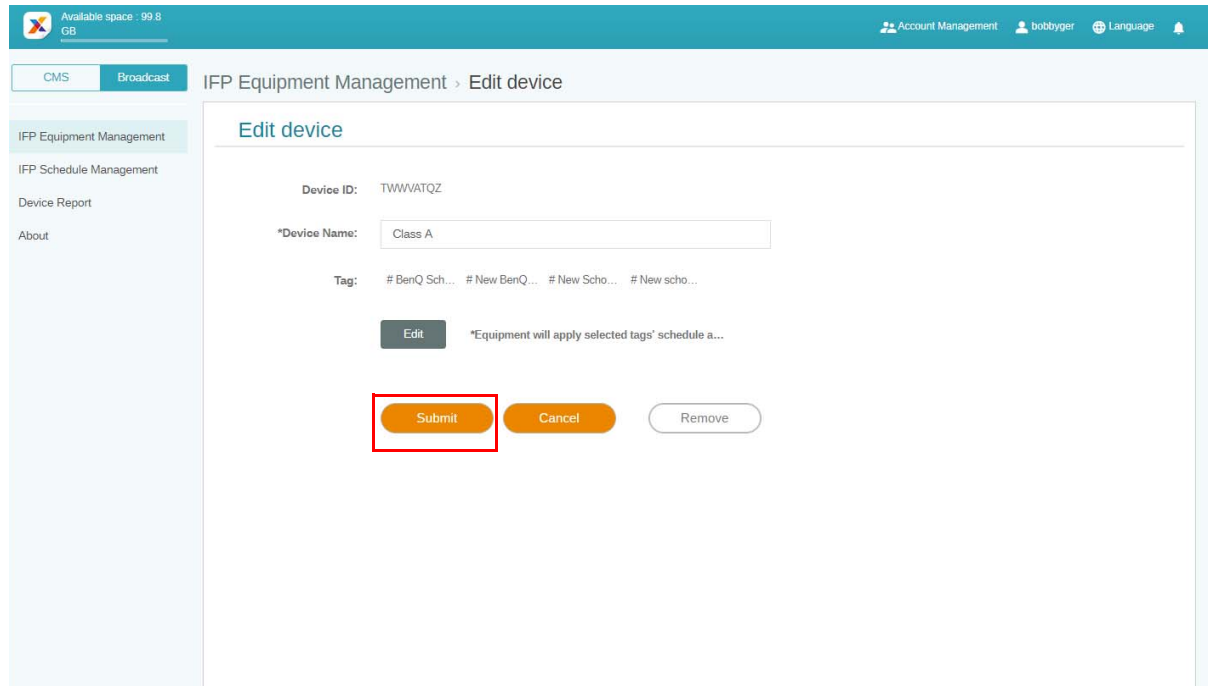 Available space : 99.8
GB
Account Management
bobbyger
Language
CMS
Broadcast
IFP Equipment Management › Edit device
IFP Equipment Management
IFP Schedule Management
Device Report
About
Edit device
Device ID: TWWVATQZ
*Device Name: Class A
Tag: # BenQ Sch... # New BenQ... # New Scho... # New scho...
Edit *Equipment will apply selected tags' schedule a...
Submit Cancel Remove